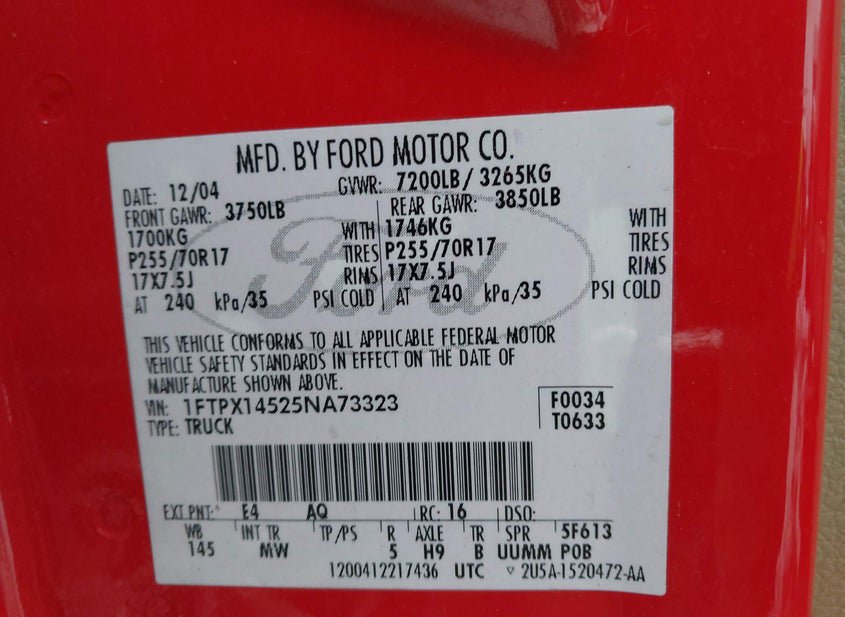 MFD. BY FORD MOTOR CO.
DATE: 12/04 GVWR: 7200LB/ 3265KG
FRONT GAWR: 3750LB REAR GAWR: 3850LB
1700KG WITH 1746KG WITH
P255/70R17 TIRES P255/70R17 TIRES
17X7.5J RIMS 17X7.5J RIMS
AT 240 kPa/35 PSI COLD AT 240 kPa/35 PSI COLD
Ford
THIS VEHICLE CONFORMS TO ALL APPLICABLE FEDERAL MOTOR
VEHICLE SAFETY STANDARDS IN EFFECT ON THE DATE OF
MANUFACTURE SHOWN ABOVE.
VIN: 1FTPX14525NA73323 F0034
TYPE: TRUCK T0633
EXT PNT: E4 AQ RC: 16 DSO:
WB INT TR TP/PS R AXLE TR SPR 5F613
145 MW 5 H9 B UUMM POB
1200412217436 UTC ▽ 2U5A-1520472-AA